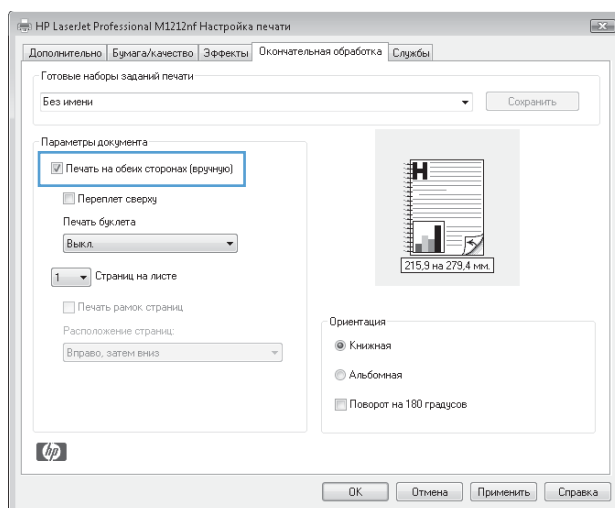 HP LaserJet Professional M1212nf Настройка печати
Дополнительно Бумага/качество Эффекты Окончательная обработка Службы
Готовые наборы заданий печати
Без имени Сохранить
Параметры документа
Печать на обеих сторонах (вручную)
Переплет сверху
Печать буклета
Выкл.
1 Страниц на листе
Печать рамок страниц
Расположение страниц:
Вправо, затем вниз
H
215,9 на 279,4 мм.
Ориентация
Книжная
Альбомная
Поворот на 180 градусов
hp
OK Отмена Применить Справка